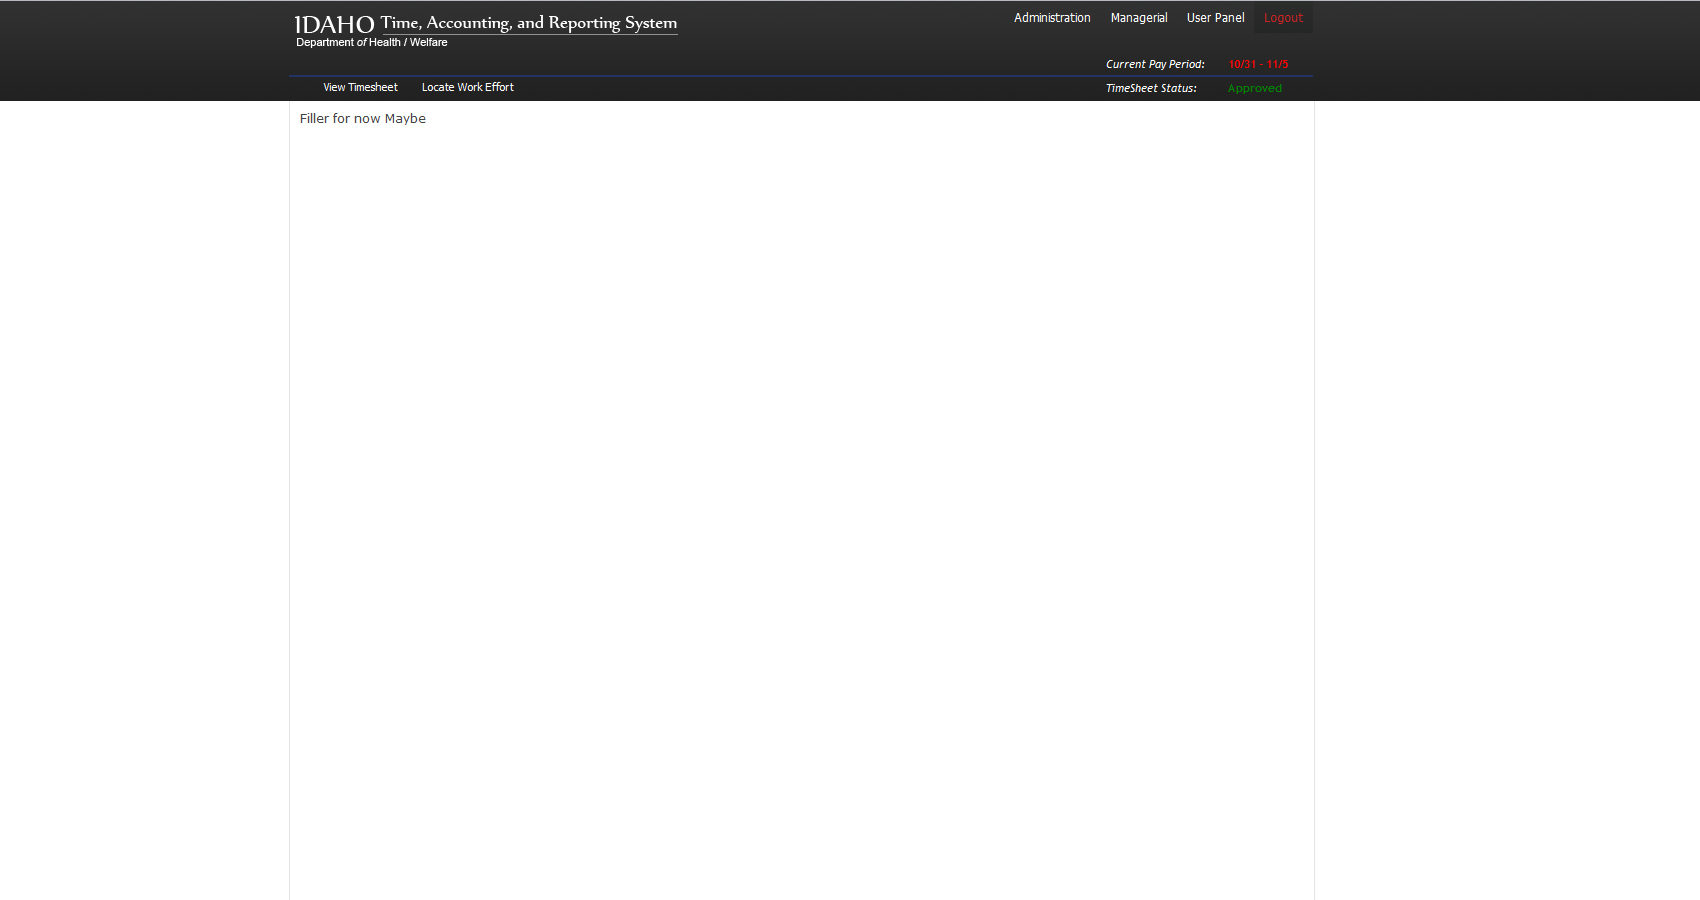 IDAHO Time, Accounting, and Reporting System
Department of Health / Welfare
Administration Managerial User Panel Logout
Current Pay Period: 10/31 - 11/5
View Timesheet Locate Work Effort
TimeSheet Status: Approved
Filler for now Maybe